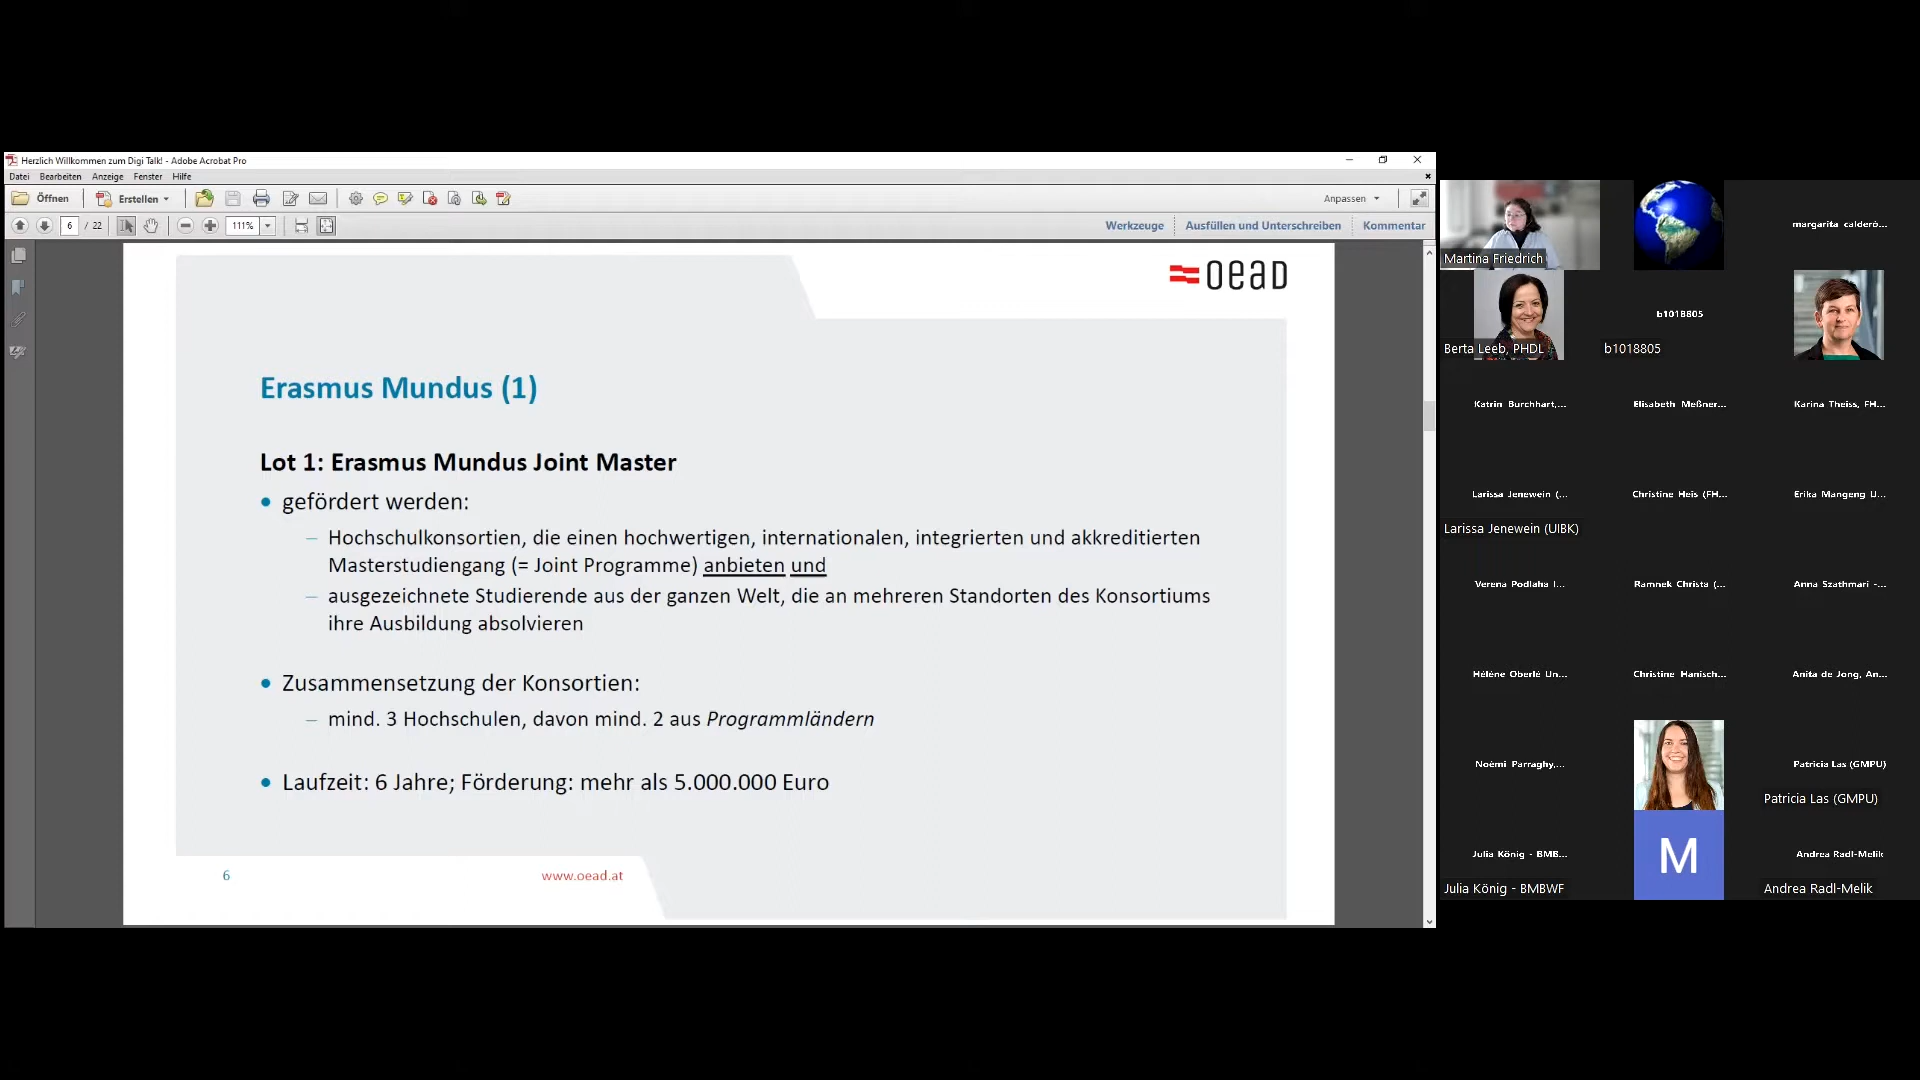 Herzlich Willkommen zum Digi Talk! - Adobe Acrobat Pro
Datei Bearbeiten Anzeige Fenster Hilfe
Öffnen Erstellen Anpassen
6 / 22 111% Werkzeuge Ausfüllen und Unterschreiben Kommentar
oead
Erasmus Mundus (1)
Lot 1: Erasmus Mundus Joint Master
• gefördert werden:
– Hochschulkonsortien, die einen hochwertigen, internationalen, integrierten und akkreditierten
Masterstudiengang (= Joint Programme) anbieten und
– ausgezeichnete Studierende aus der ganzen Welt, die an mehreren Standorten des Konsortiums
ihre Ausbildung absolvieren
• Zusammensetzung der Konsortien:
– mind. 3 Hochschulen, davon mind. 2 aus Programmländern
• Laufzeit: 6 Jahre; Förderung: mehr als 5.000.000 Euro
6 www.oead.at
margarita calderó...
Martina Friedrich
b1018805
Berta Leeb, PHDL b1018805
Katrin Burchhart,... Elisabeth Meßner... Karina Theiss, FH...
Larissa Jenewein (... Christine Heis (FH... Erika Mangeng U...
Larissa Jenewein (UIBK)
Verena Podlaha I... Ramnek Christa (... Anna Szathmari -...
Hélène Oberlé Un... Christine Hanisch... Anita de Jong, An...
Noémi Parraghy,... Patricia Las (GMPU)
Patricia Las (GMPU)
Julia König - BMB... M Andrea Radl-Melik
Julia König - BMBWF Andrea Radl-Melik